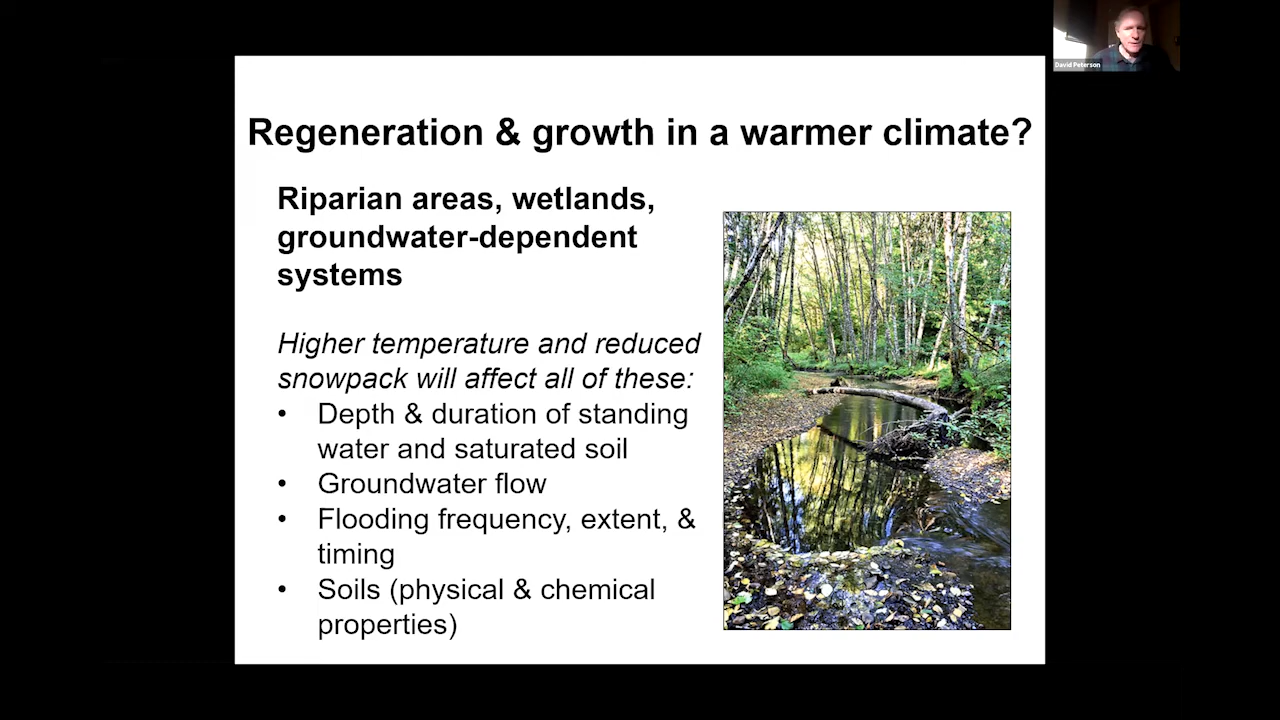 David Peterson
Regeneration & growth in a warmer climate?
Riparian areas, wetlands,
groundwater-dependent
systems
Higher temperature and reduced
snowpack will affect all of these:
• Depth & duration of standing
water and saturated soil
• Groundwater flow
• Flooding frequency, extent, &
timing
• Soils (physical & chemical
properties)